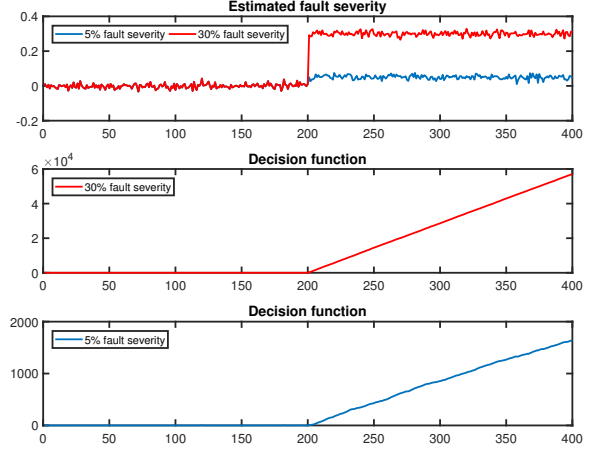 Estimated fault severity
0.4
5% fault severity 30% fault severity
0.2
0
-0.2
0 50 100 150 200 250 300 350 400
×10^4
Decision function
6
30% fault severity
4
2
0
0 50 100 150 200 250 300 350 400
Decision function
2000
5% fault severity
1000
0
0 50 100 150 200 250 300 350 400